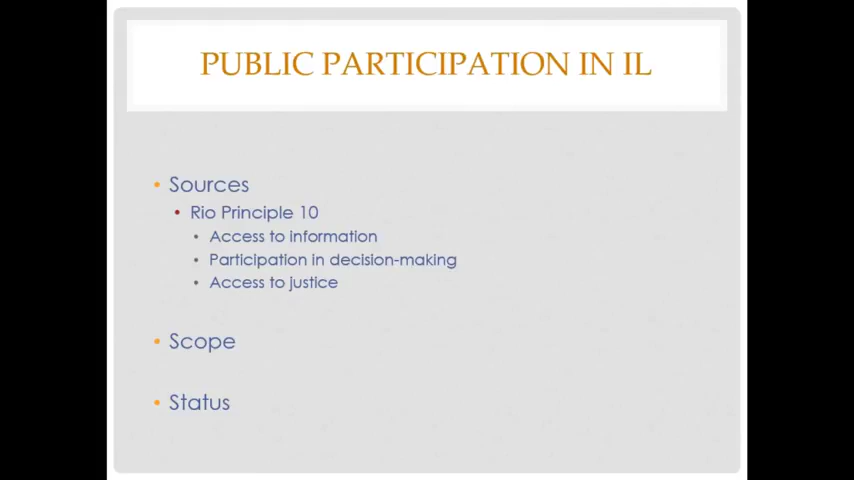 PUBLIC PARTICIPATION IN IL
• Sources
• Rio Principle 10
• Access to information
• Participation in decision-making
• Access to justice
• Scope
• Status